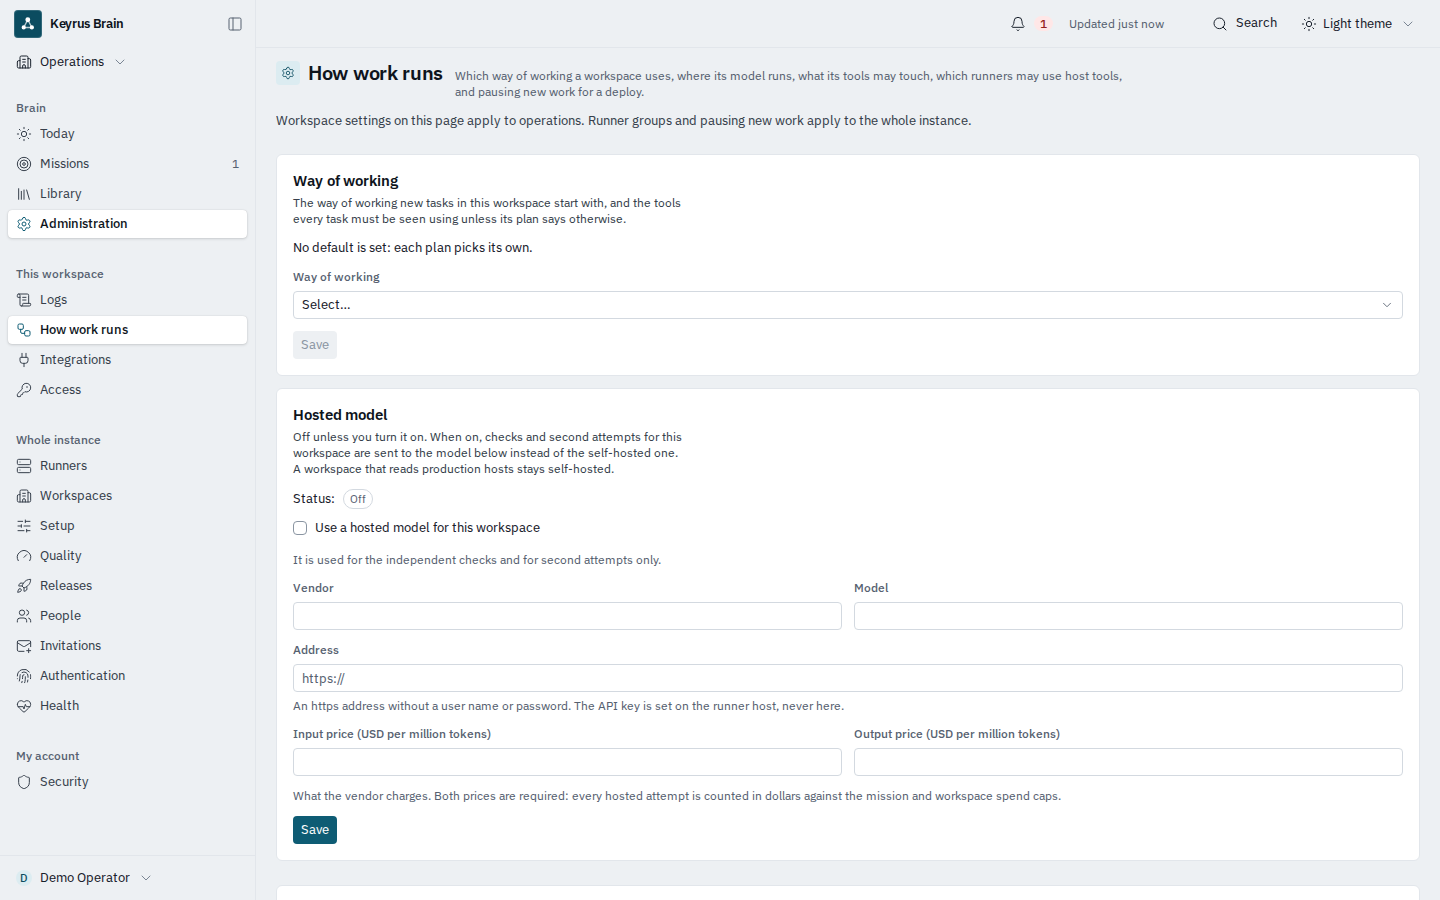 Keyrus Brain
Operations
Brain
Today
Missions 1
Library
Administration
This workspace
Logs
How work runs
Integrations
Access
Whole instance
Runners
Workspaces
Setup
Quality
Releases
People
Invitations
Authentication
Health
My account
Security
D Demo Operator
1 Updated just now Search Light theme
How work runs
Which way of working a workspace uses, where its model runs, what its tools may touch, which runners may use host tools,
and pausing new work for a deploy.
Workspace settings on this page apply to operations. Runner groups and pausing new work apply to the whole instance.
Way of working
The way of working new tasks in this workspace start with, and the tools
every task must be seen using unless its plan says otherwise.
No default is set: each plan picks its own.
Way of working
Select...
Save
Hosted model
Off unless you turn it on. When on, checks and second attempts for this
workspace are sent to the model below instead of the self-hosted one.
A workspace that reads production hosts stays self-hosted.
Status: Off
Use a hosted model for this workspace
It is used for the independent checks and for second attempts only.
Vendor Model
Address
https://
An https address without a user name or password. The API key is set on the runner host, never here.
Input price (USD per million tokens) Output price (USD per million tokens)
What the vendor charges. Both prices are required: every hosted attempt is counted in dollars against the mission and workspace spend caps.
Save